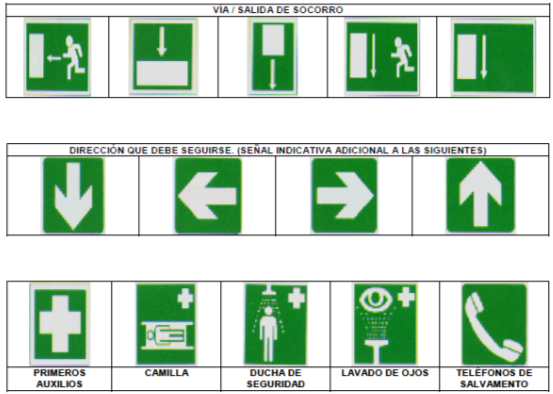 VÍA / SALIDA DE SOCORRO
DIRECCIÓN QUE DEBE SEGUIRSE. (SEÑAL INDICATIVA ADICIONAL A LAS SIGUIENTES)
PRIMEROS AUXILIOS
CAMILLA
DUCHA DE SEGURIDAD
LAVADO DE OJOS
TELÉFONOS DE SALVAMENTO